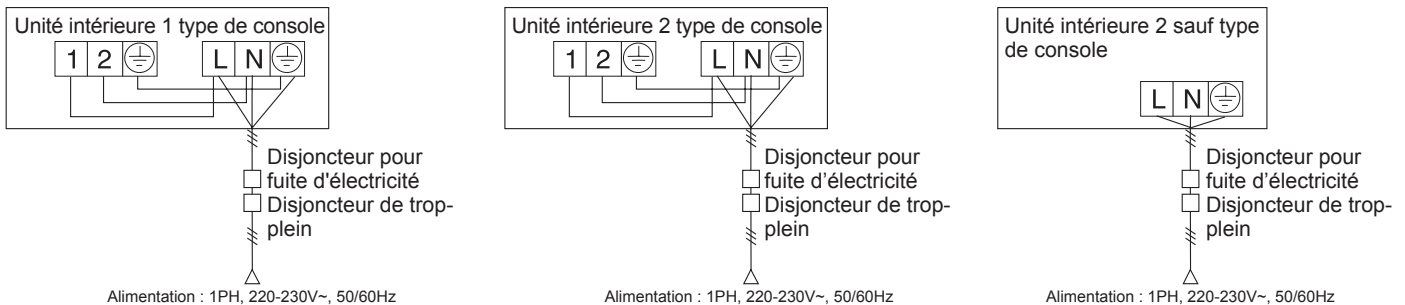 Unité intérieure 1 type de console
1 2 L N
Disjoncteur pour
fuite d'électricité
Disjoncteur de trop-
plein
Alimentation : 1PH, 220-230V~, 50/60Hz
Unité intérieure 2 type de console
1 2 L N
Disjoncteur pour
fuite d’électricité
Disjoncteur de trop-
plein
Alimentation : 1PH, 220-230V~, 50/60Hz
Unité intérieure 2 sauf type
de console
L N
Disjoncteur pour
fuite d’électricité
Disjoncteur de trop-
plein
Alimentation : 1PH, 220-230V~, 50/60Hz